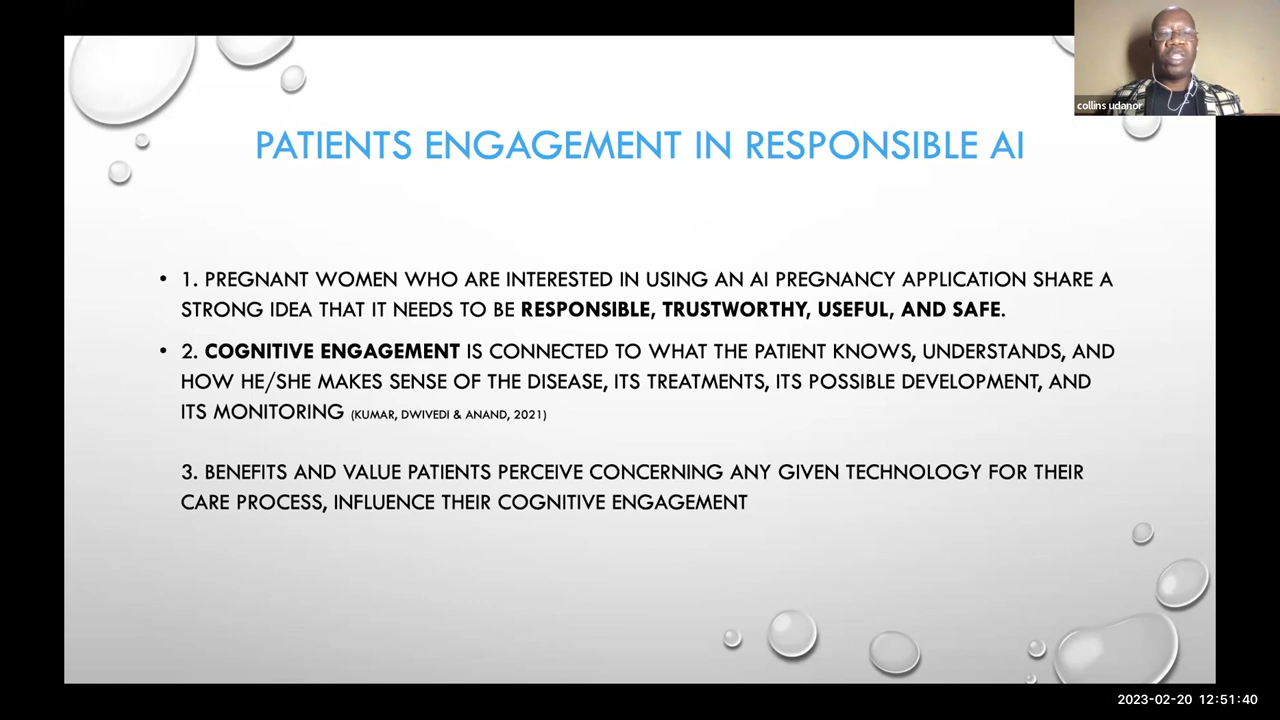 collins udanor
PATIENTS ENGAGEMENT IN RESPONSIBLE AI
• 1. PREGNANT WOMEN WHO ARE INTERESTED IN USING AN AI PREGNANCY APPLICATION SHARE A
STRONG IDEA THAT IT NEEDS TO BE RESPONSIBLE, TRUSTWORTHY, USEFUL, AND SAFE.
• 2. COGNITIVE ENGAGEMENT IS CONNECTED TO WHAT THE PATIENT KNOWS, UNDERSTANDS, AND
HOW HE/SHE MAKES SENSE OF THE DISEASE, ITS TREATMENTS, ITS POSSIBLE DEVELOPMENT, AND
ITS MONITORING (KUMAR, DWIVEDI & ANAND, 2021)
3. BENEFITS AND VALUE PATIENTS PERCEIVE CONCERNING ANY GIVEN TECHNOLOGY FOR THEIR
CARE PROCESS, INFLUENCE THEIR COGNITIVE ENGAGEMENT
2023-02-20 12:51:40